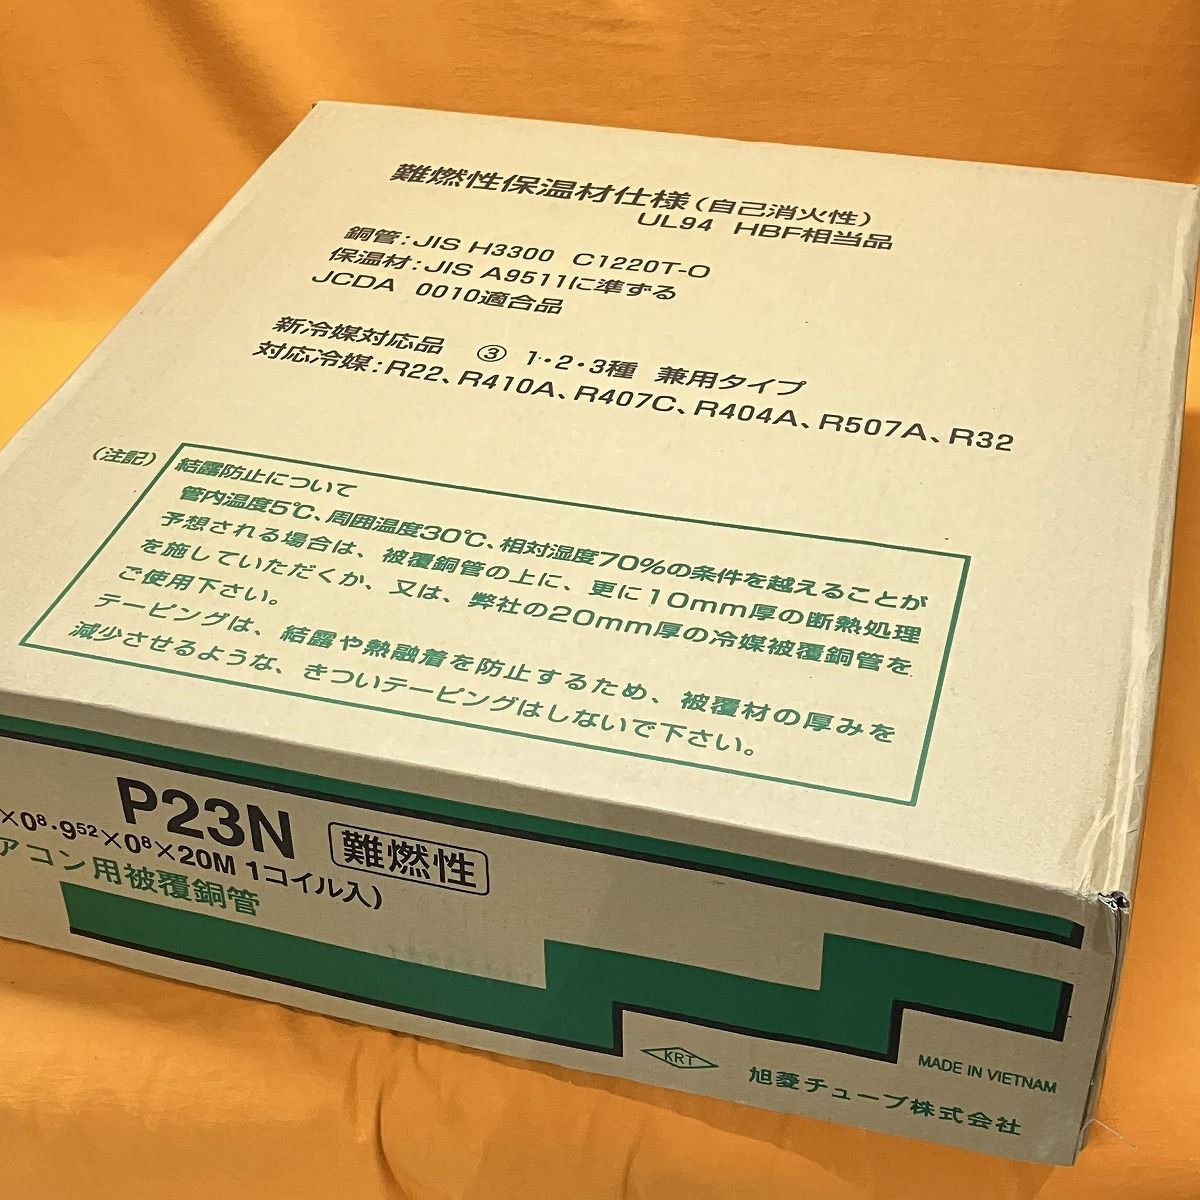 難燃性保温材仕様(自己消火性)
UL94 HBF相当品
銅管:JIS H3300 C1220T-O
保温材:JIS A9511に準ずる
JCDA 0010適合品
新冷媒対応品 ③ 1・2・3種 兼用タイプ
対応冷媒:R22、R410A、R407C、R404A、R507A、R32
(注記)
結露防止について
管内温度5℃、周囲温度30℃、相対湿度70%の条件を越えることが
予想される場合は、被覆銅管の上に、更に10mm厚の断熱処理
を施していただくか、又は、弊社の20mm厚の冷媒被覆銅管を
ご使用下さい。
テーピングは、結露や熱融着を防止するため、被覆材の厚みを
減少させるような、きついテーピングはしないで下さい。
P23N 難燃性
×0⁸・9⁵²×0⁸×20M 1コイル入)
アコン用被覆銅管
KRT 旭菱チューブ株式会社
MADE IN VIETNAM